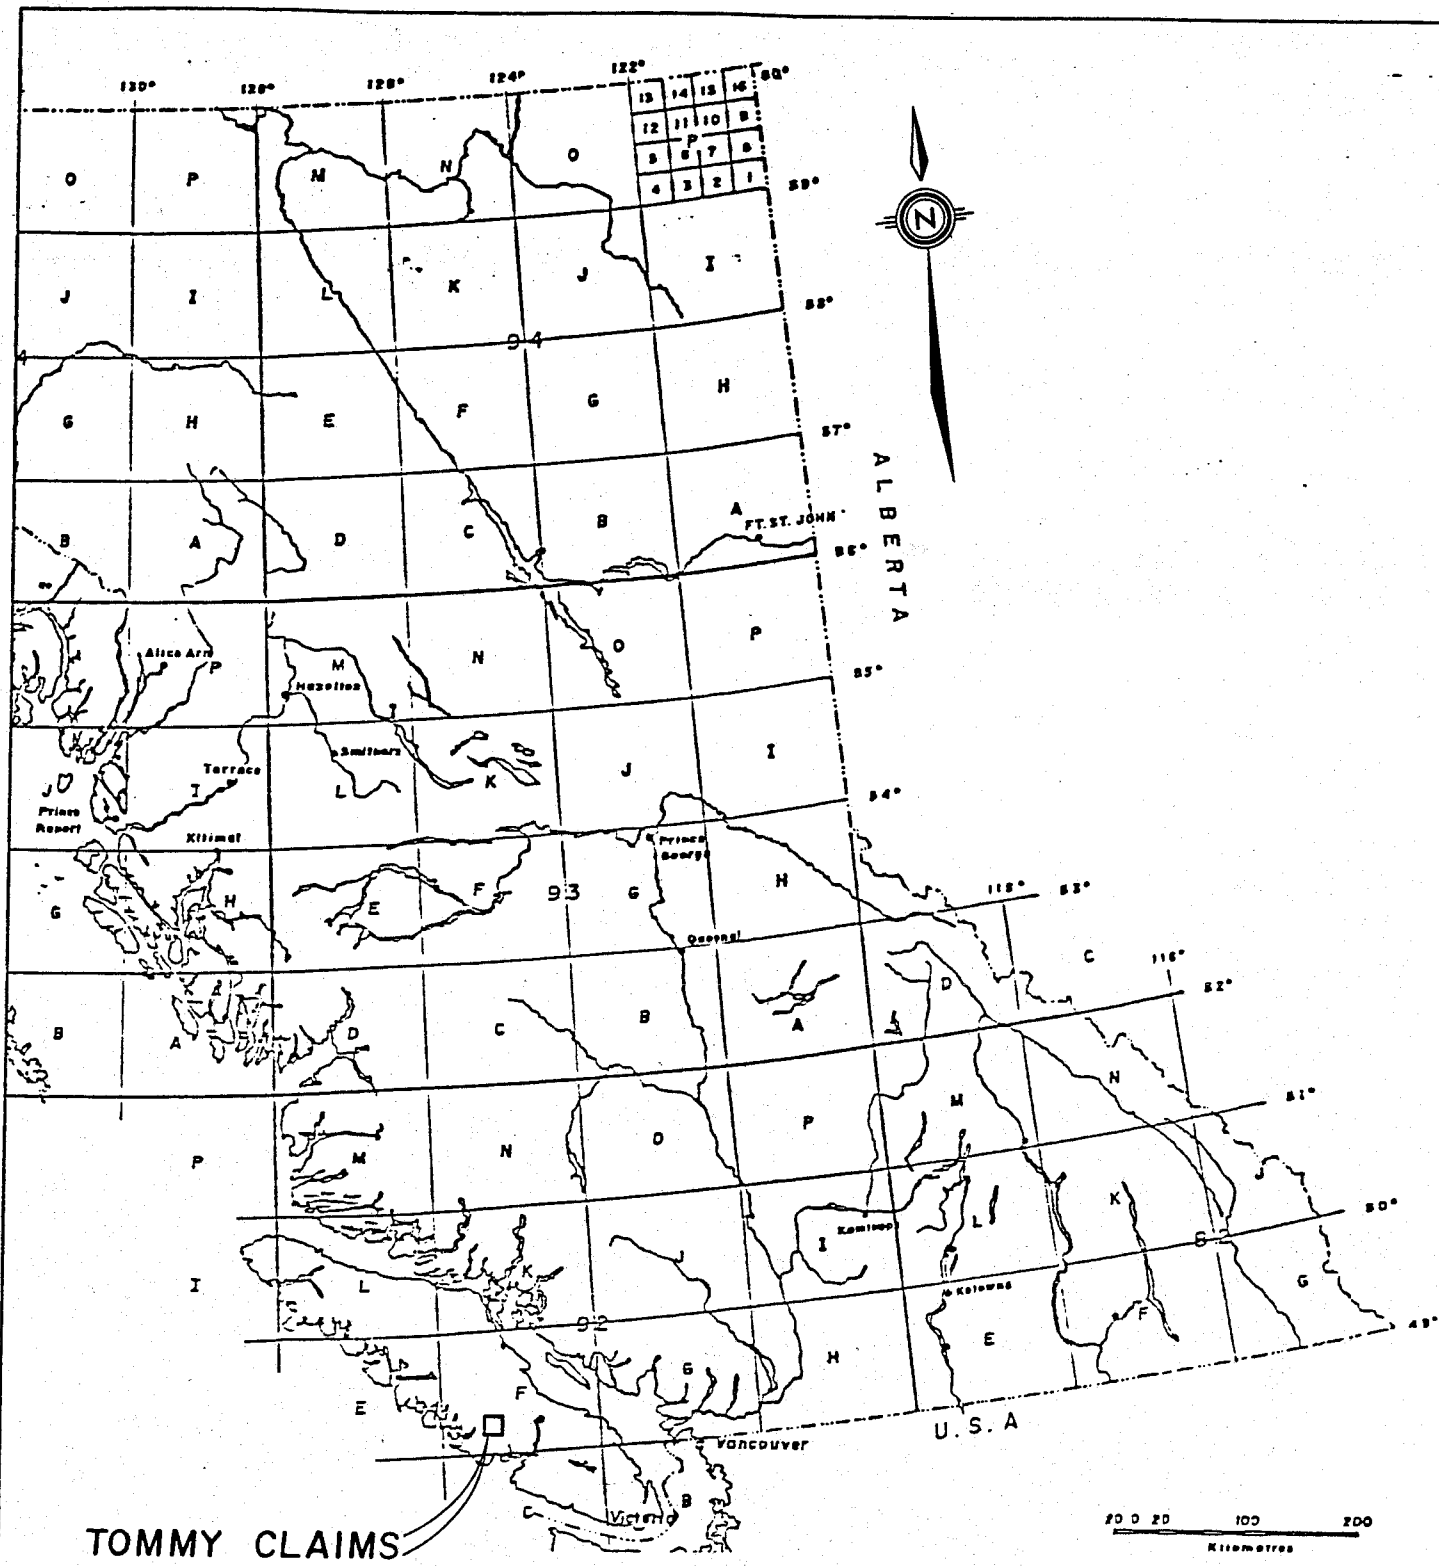 130° 128° 126° 124° 122° 60°
13 14 15 16
12 11 10 9
P
5 6 7 8
4 3 2 1
O P M N O
59°
J I L K J I
58°
94
G H E F G H
57°
ALBERTA
B A D C B A
FT. ST. JOHN
56°
Alice Arm
P M N O P
Hazelton
55°
Smithers
Terrace
J I L K J I
Prince
Rupert
54°
Kitimat
Prince
George
G H E F 93 G H
118° 53°
Quesnel
C 116°
D
52°
B A A D C B A
N
51°
P M N O P M
50°
Kamloops
I L K
I L K J
82
Kelowna
G
92
49°
E F G H E F
U.S.A
Vancouver
C B
Victoria
TOMMY CLAIMS
20 0 20 100 200
Kilometres
N